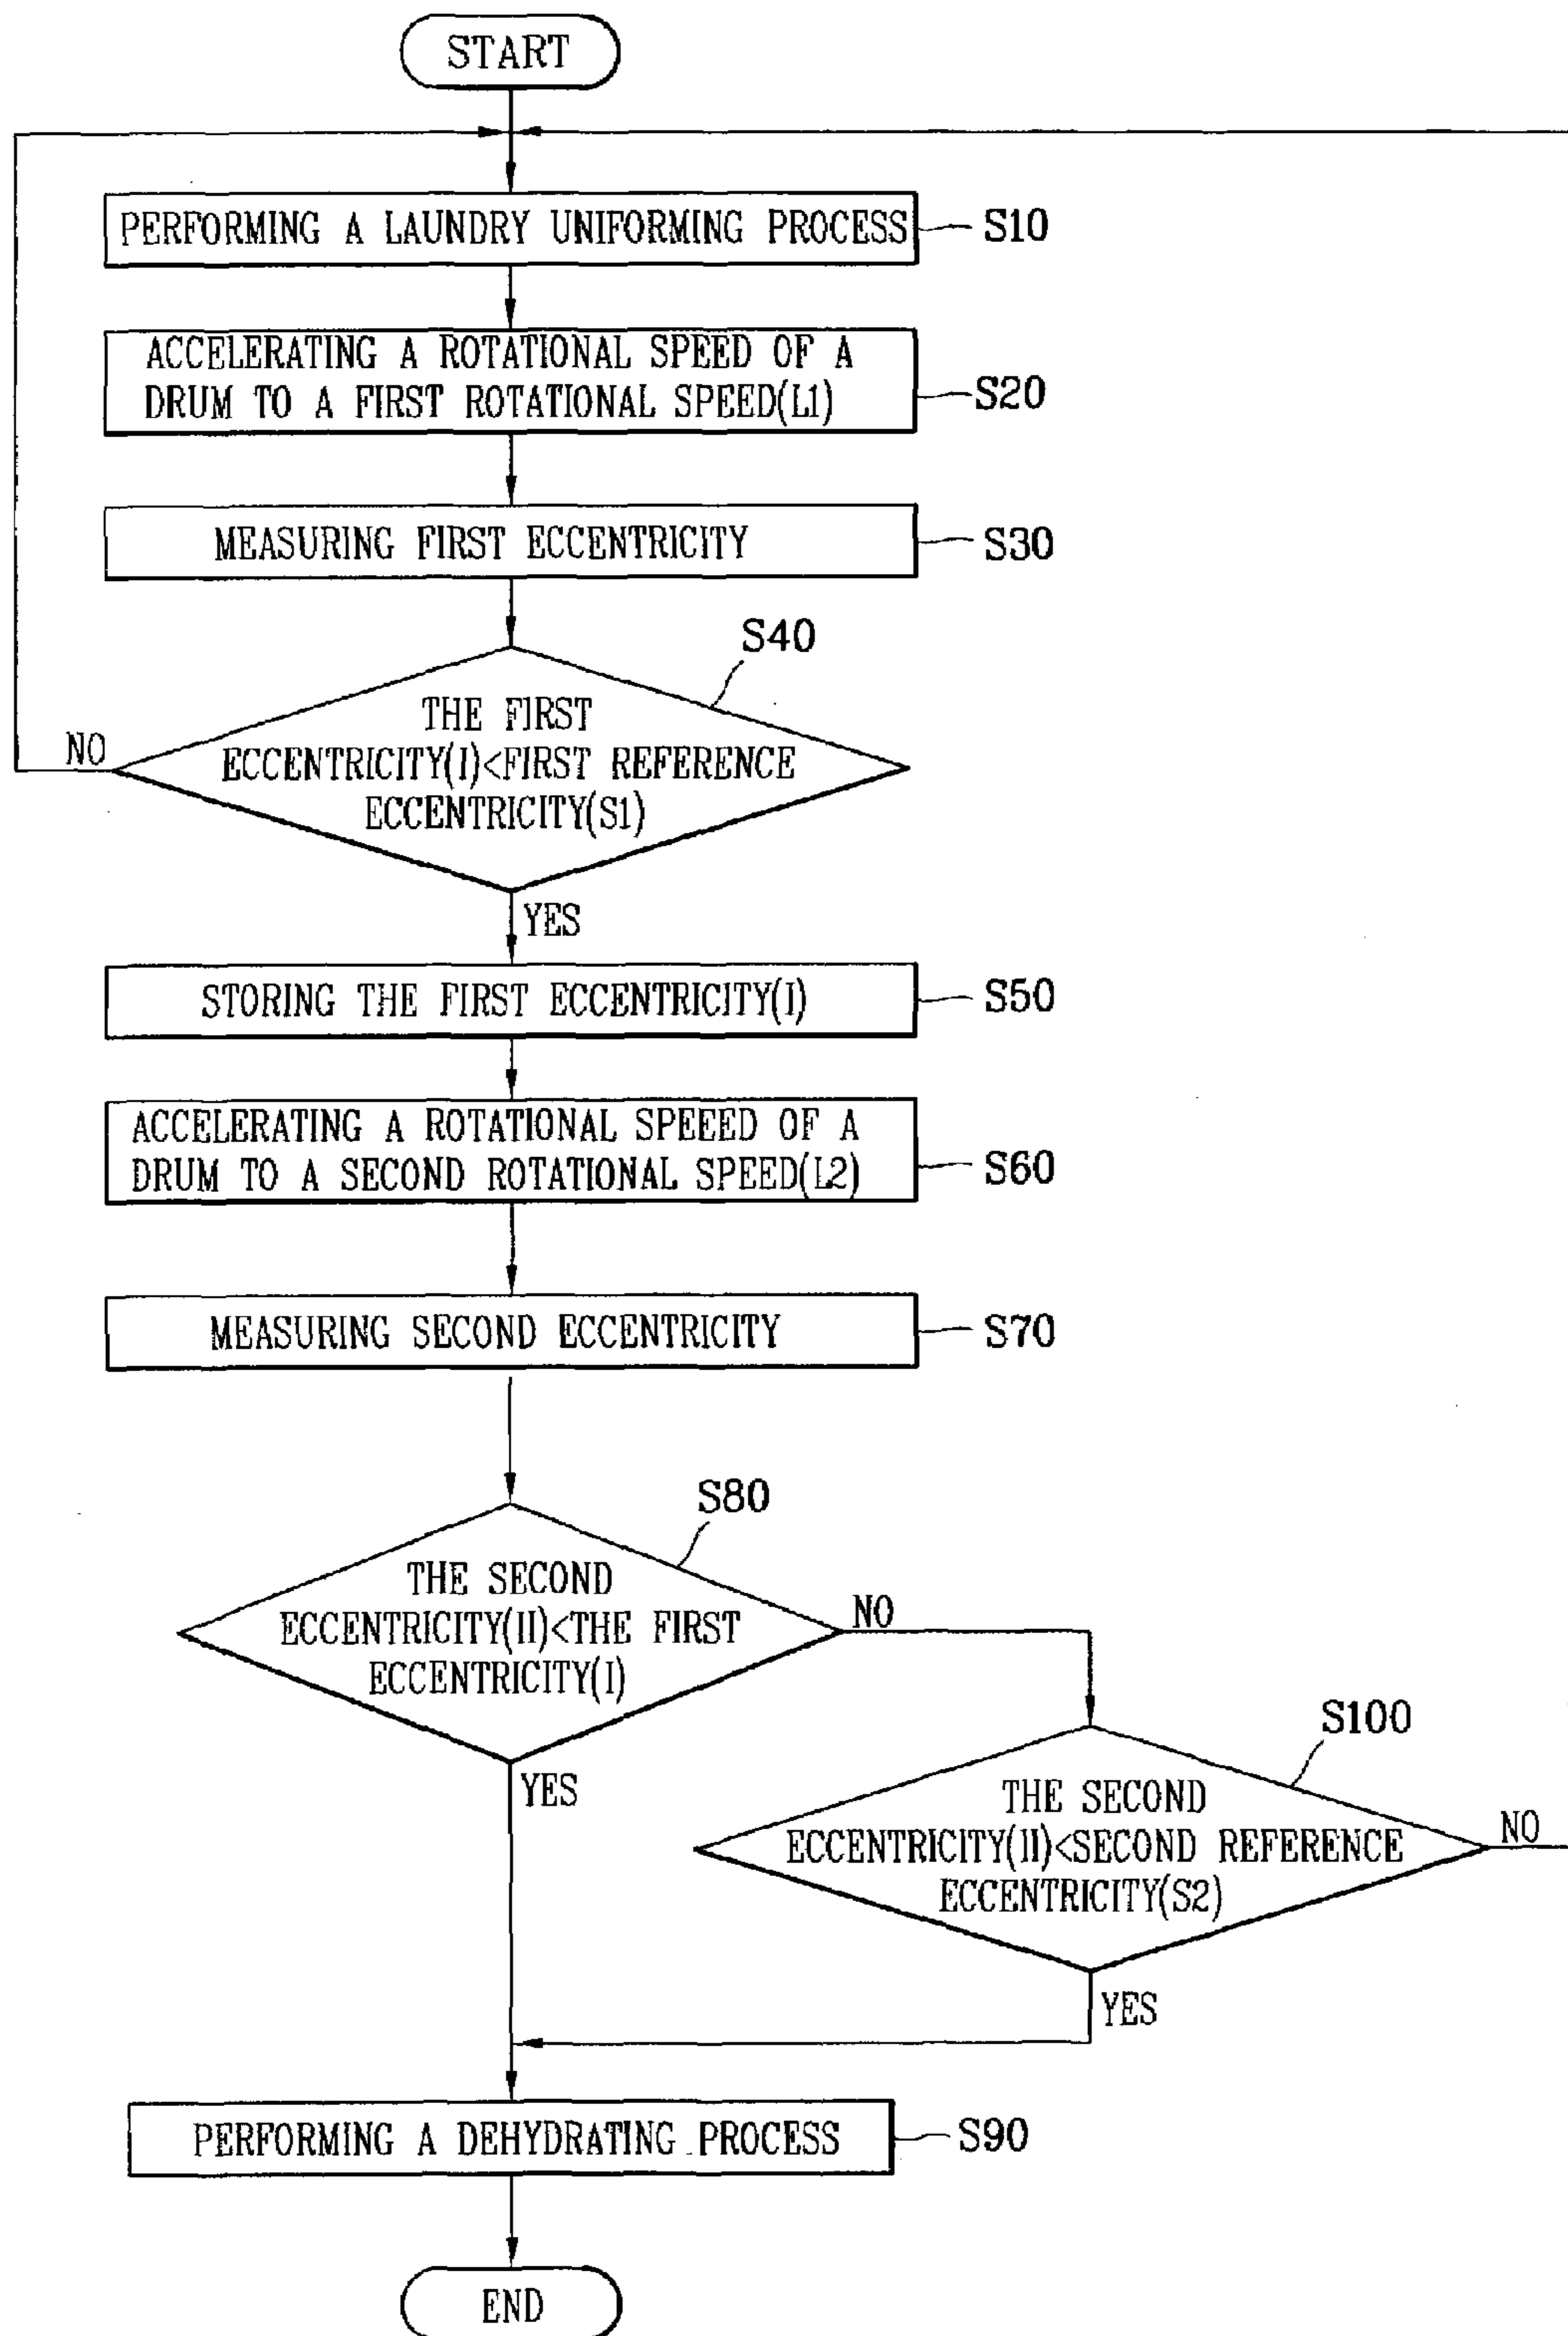 START
PERFORMING A LAUNDRY UNIFORMING PROCESS
S10
ACCELERATING A ROTATIONAL SPEED OF A
DRUM TO A FIRST ROTATIONAL SPEED(L1)
S20
MEASURING FIRST ECCENTRICITY
S30
S40
THE FIRST
ECCENTRICITY(I)<FIRST REFERENCE
ECCENTRICITY(S1)
NO
YES
STORING THE FIRST ECCENTRICITY(I)
S50
ACCELERATING A ROTATIONAL SPEEED OF A
DRUM TO A SECOND ROTATIONAL SPEED(L2)
S60
MEASURING SECOND ECCENTRICITY
S70
S80
THE SECOND
ECCENTRICITY(II)<THE FIRST
ECCENTRICITY(I)
NO
YES
S100
THE SECOND
ECCENTRICITY(II)<SECOND REFERENCE
ECCENTRICITY(S2)
NO
YES
PERFORMING A DEHYDRATING PROCESS
S90
END